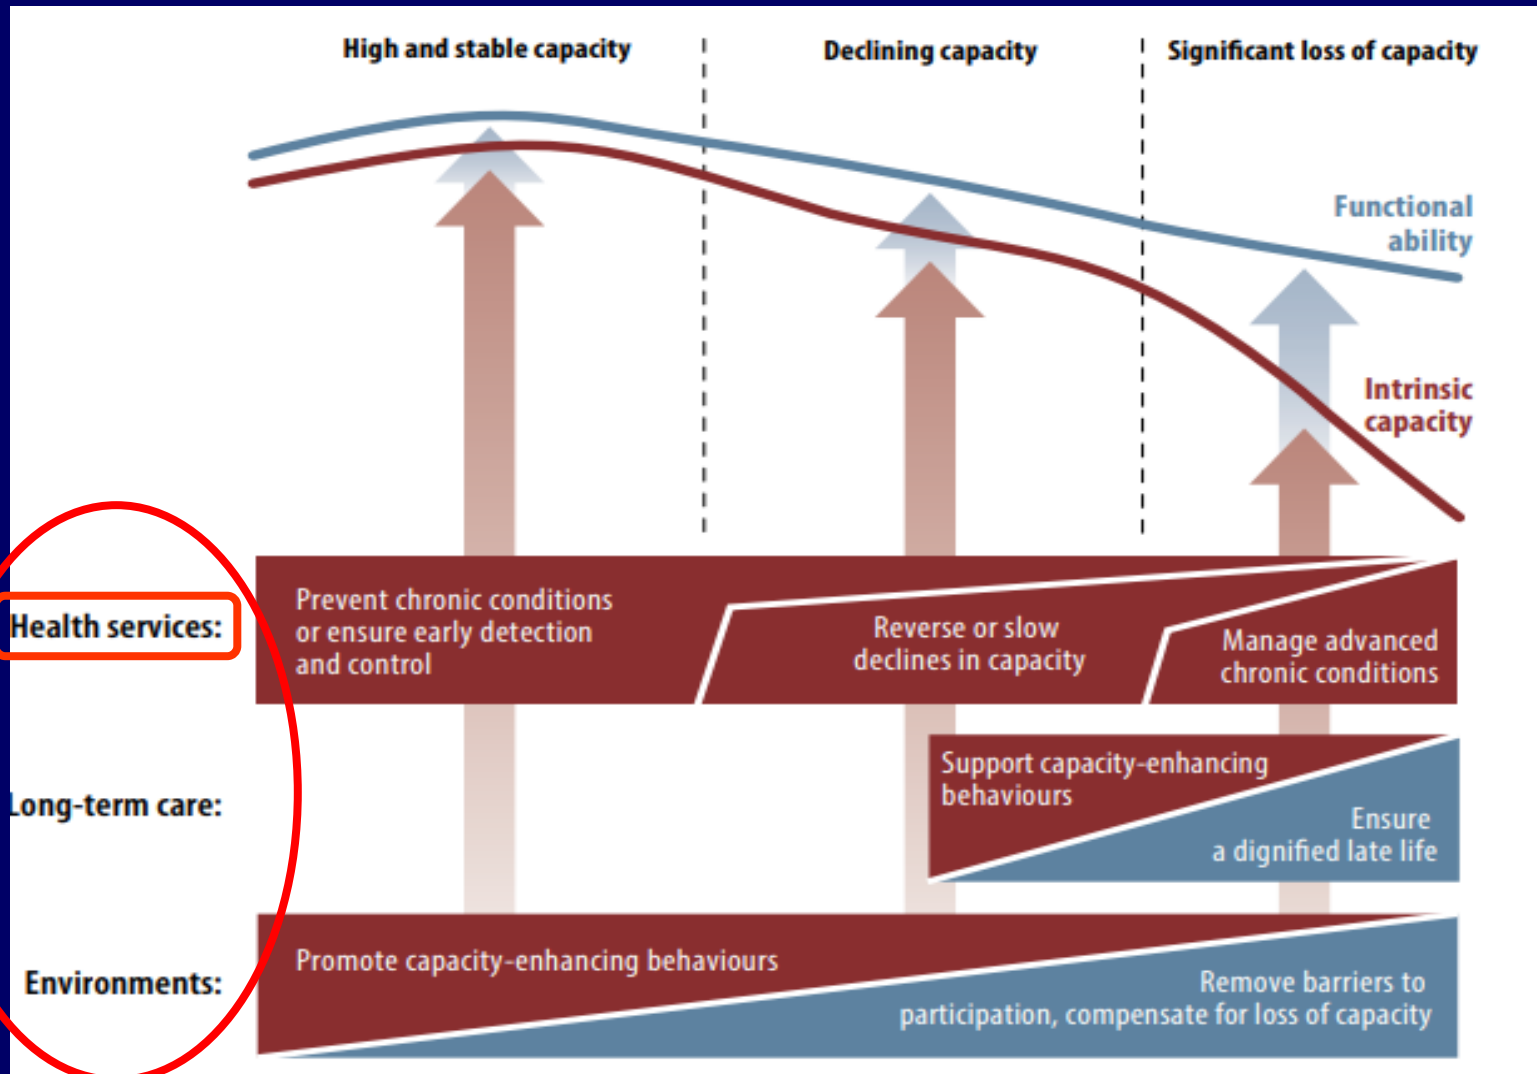 High and stable capacity
Declining capacity
Significant loss of capacity
Functional
ability
Intrinsic
capacity
Health services:
Prevent chronic conditions
or ensure early detection
and control
Reverse or slow
declines in capacity
Manage advanced
chronic conditions
Long-term care:
Support capacity-enhancing
behaviours
Ensure
a dignified late life
Environments:
Promote capacity-enhancing behaviours
Remove barriers to
participation, compensate for loss of capacity